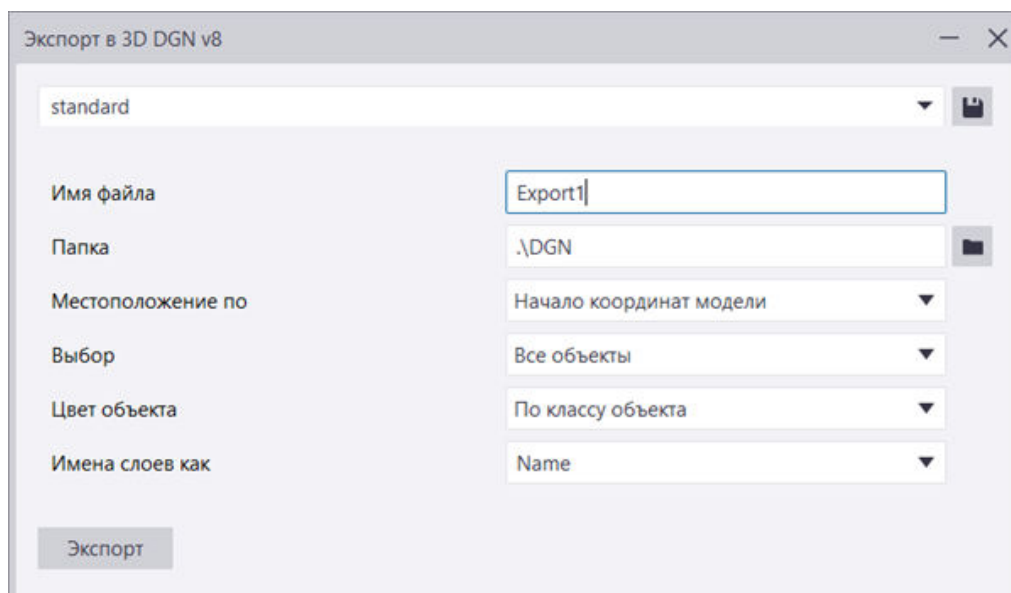 Экспорт в 3D DGN v8
standard
Имя файла Export1
Папка .\DGN
Местоположение по Начало координат модели
Выбор Все объекты
Цвет объекта По классу объекта
Имена слоев как Name
Экспорт